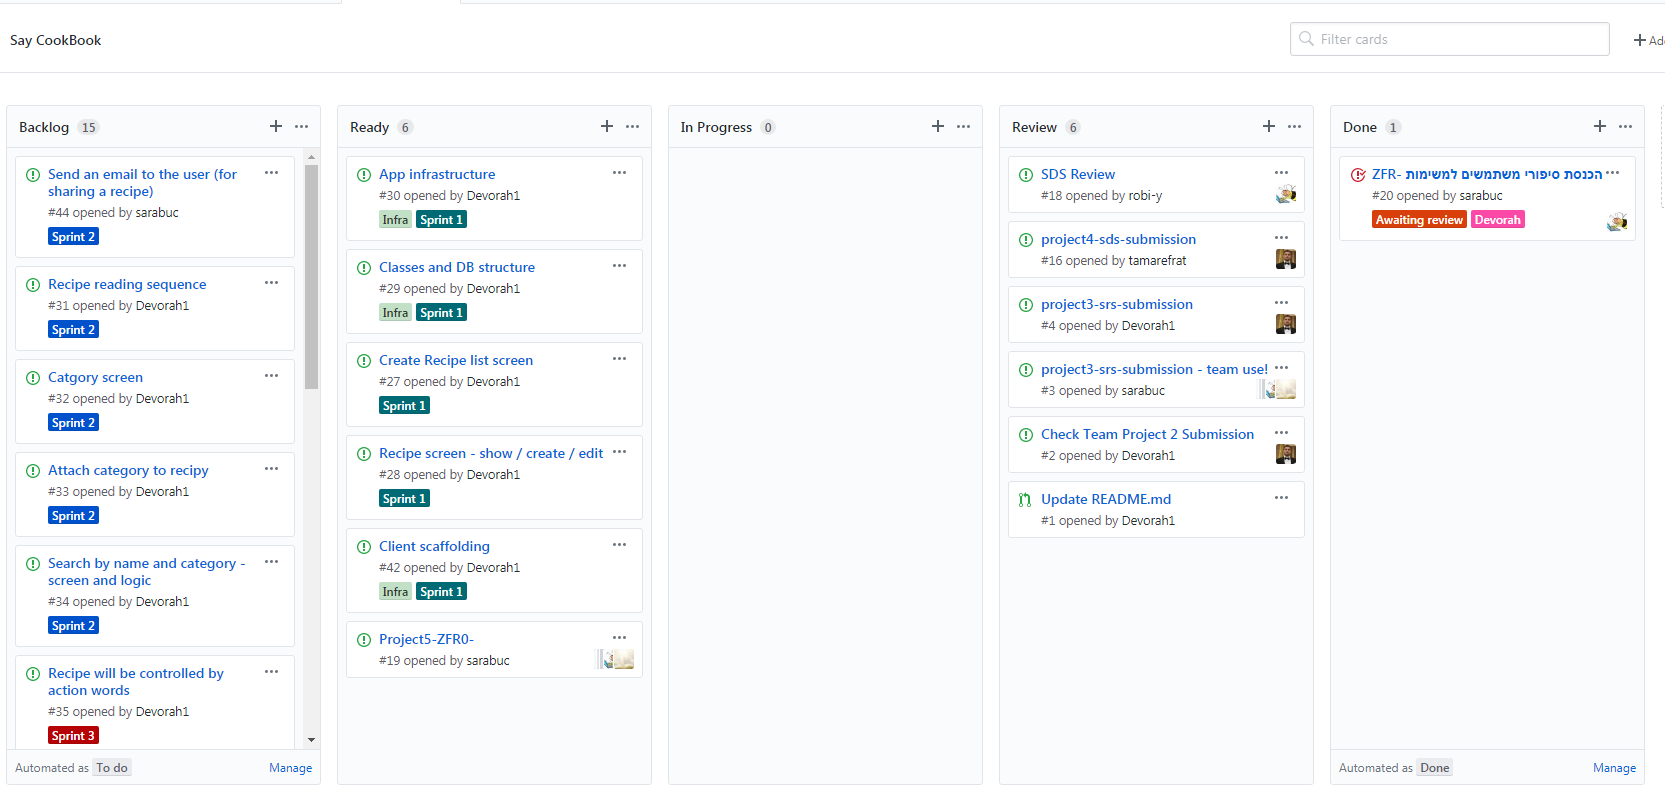 Say CookBook
Filter cards
Backlog 15
Send an email to the user (for
sharing a recipe)
#44 opened by sarabuc
Sprint 2
Recipe reading sequence
#31 opened by Devorah1
Sprint 2
Catgory screen
#32 opened by Devorah1
Sprint 2
Attach category to recipy
#33 opened by Devorah1
Sprint 2
Search by name and category -
screen and logic
#34 opened by Devorah1
Sprint 2
Recipe will be controlled by
action words
#35 opened by Devorah1
Sprint 3
Automated as To do Manage
Ready 6
App infrastructure
#30 opened by Devorah1
Infra Sprint 1
Classes and DB structure
#29 opened by Devorah1
Infra Sprint 1
Create Recipe list screen
#27 opened by Devorah1
Sprint 1
Recipe screen - show / create / edit
#28 opened by Devorah1
Sprint 1
Client scaffolding
#42 opened by Devorah1
Infra Sprint 1
Project5-ZFR0-
#19 opened by sarabuc
In Progress 0
Review 6
SDS Review
#18 opened by robi-y
project4-sds-submission
#16 opened by tamarefrat
project3-srs-submission
#4 opened by Devorah1
project3-srs-submission - team use!
#3 opened by sarabuc
Check Team Project 2 Submission
#2 opened by Devorah1
Update README.md
#1 opened by Devorah1
Done 1
ZFR- הכנסת סיפורי משתמשים למשימות
#20 opened by sarabuc
Awaiting review Devorah
Automated as Done Manage